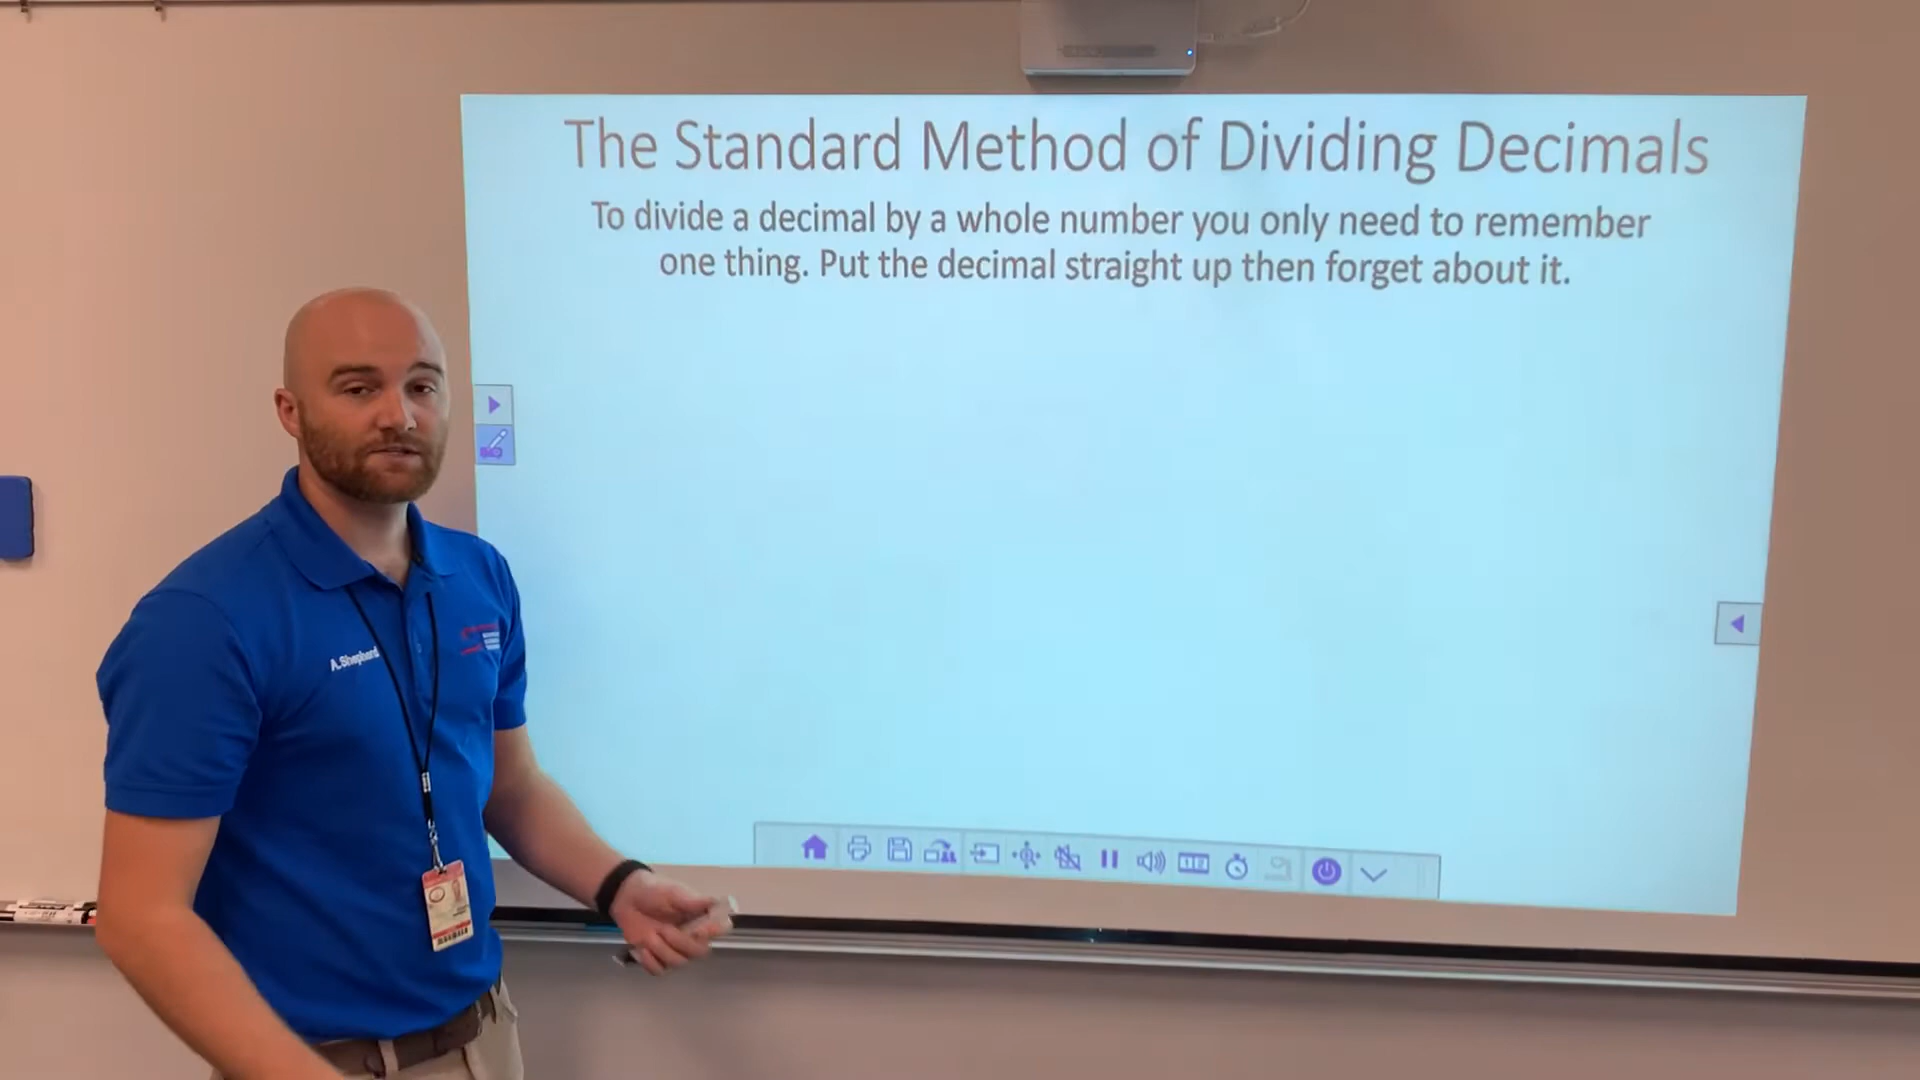 The Standard Method of Dividing Decimals
To divide a decimal by a whole number you only need to remember
one thing. Put the decimal straight up then forget about it.
A.Shepherd